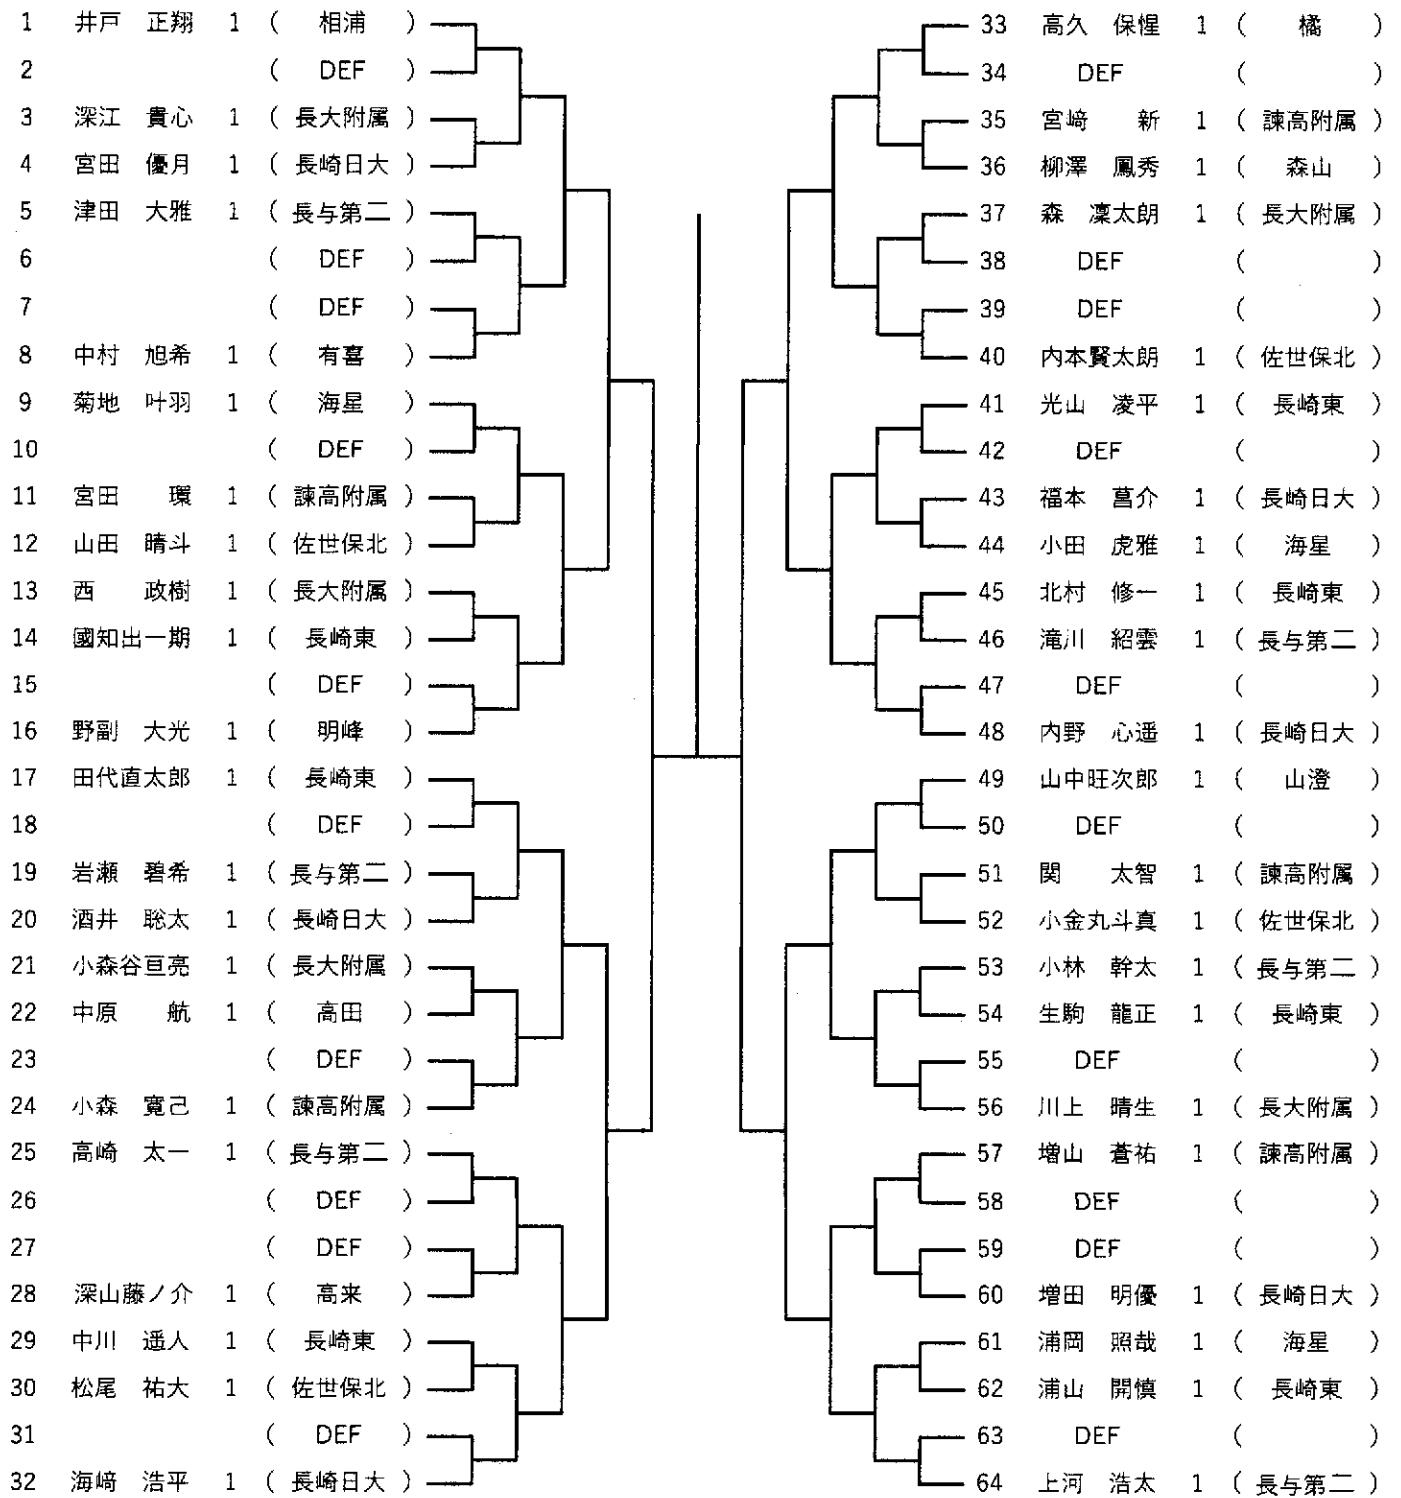 1 井戸 正翔 1 ( 相浦 )
2 ( DEF )
3 深江 貴心 1 ( 長大附属 )
4 宮田 優月 1 ( 長崎日大 )
5 津田 大雅 1 ( 長与第二 )
6 ( DEF )
7 ( DEF )
8 中村 旭希 1 ( 有喜 )
9 菊地 叶羽 1 ( 海星 )
10 ( DEF )
11 宮田 環 1 ( 諫高附属 )
12 山田 晴斗 1 ( 佐世保北 )
13 西 政樹 1 ( 長大附属 )
14 國知出一期 1 ( 長崎東 )
15 ( DEF )
16 野副 大光 1 ( 明峰 )
17 田代直太郎 1 ( 長崎東 )
18 ( DEF )
19 岩瀬 碧希 1 ( 長与第二 )
20 酒井 聡太 1 ( 長崎日大 )
21 小森谷亘亮 1 ( 長大附属 )
22 中原 航 1 ( 高田 )
23 ( DEF )
24 小森 寛己 1 ( 諫高附属 )
25 高崎 太一 1 ( 長与第二 )
26 ( DEF )
27 ( DEF )
28 深山藤ノ介 1 ( 高来 )
29 中川 遥人 1 ( 長崎東 )
30 松尾 祐大 1 ( 佐世保北 )
31 ( DEF )
32 海﨑 浩平 1 ( 長崎日大 )
33 高久 保惺 1 ( 橘 )
34 DEF ( )
35 宮﨑 新 1 ( 諫高附属 )
36 柳澤 鳳秀 1 ( 森山 )
37 森 凜太朗 1 ( 長大附属 )
38 DEF ( )
39 DEF ( )
40 内本賢太朗 1 ( 佐世保北 )
41 光山 凌平 1 ( 長崎東 )
42 DEF ( )
43 福本 菖介 1 ( 長崎日大 )
44 小田 虎雅 1 ( 海星 )
45 北村 修一 1 ( 長崎東 )
46 滝川 紹雲 1 ( 長与第二 )
47 DEF ( )
48 内野 心遥 1 ( 長崎日大 )
49 山中旺次郎 1 ( 山澄 )
50 DEF ( )
51 関 太智 1 ( 諫高附属 )
52 小金丸斗真 1 ( 佐世保北 )
53 小林 幹太 1 ( 長与第二 )
54 生駒 龍正 1 ( 長崎東 )
55 DEF ( )
56 川上 晴生 1 ( 長大附属 )
57 増山 蒼祐 1 ( 諫高附属 )
58 DEF ( )
59 DEF ( )
60 増田 明優 1 ( 長崎日大 )
61 浦岡 照哉 1 ( 海星 )
62 浦山 開慎 1 ( 長崎東 )
63 DEF ( )
64 上河 浩太 1 ( 長与第二 )